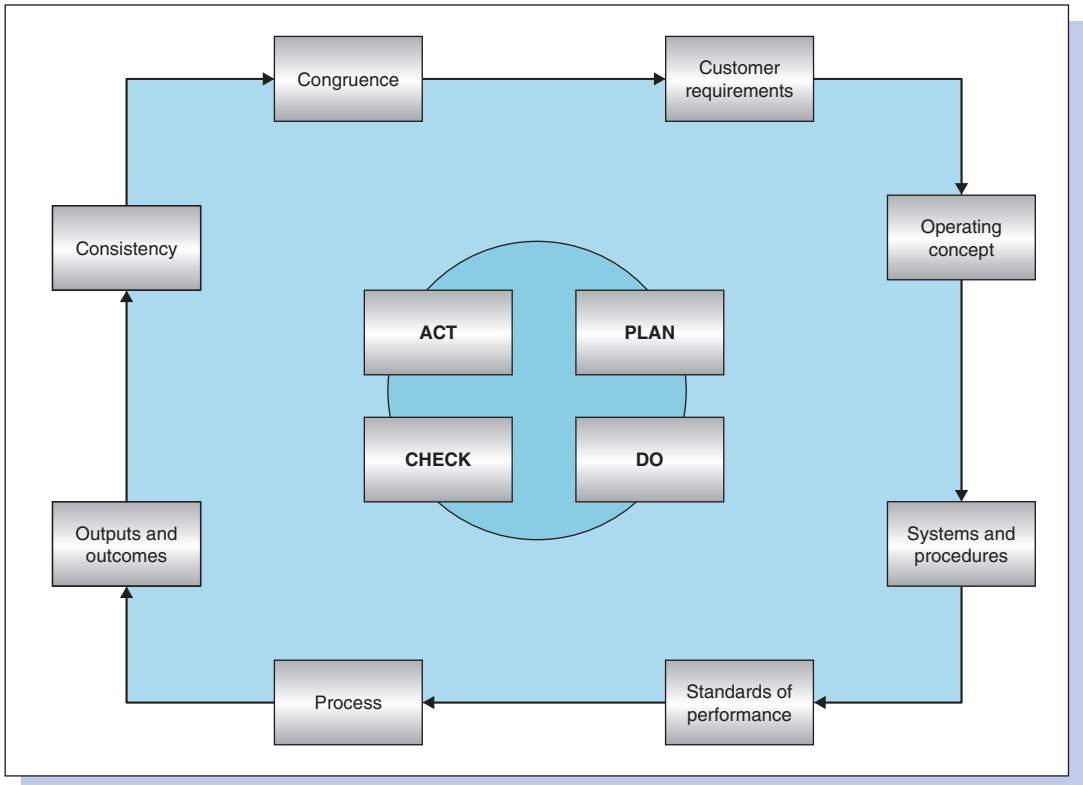 Congruence
Customer
requirements
Operating
concept
Systems and
procedures
Standards of
performance
Process
Outputs and
outcomes
Consistency
ACT
PLAN
CHECK
DO